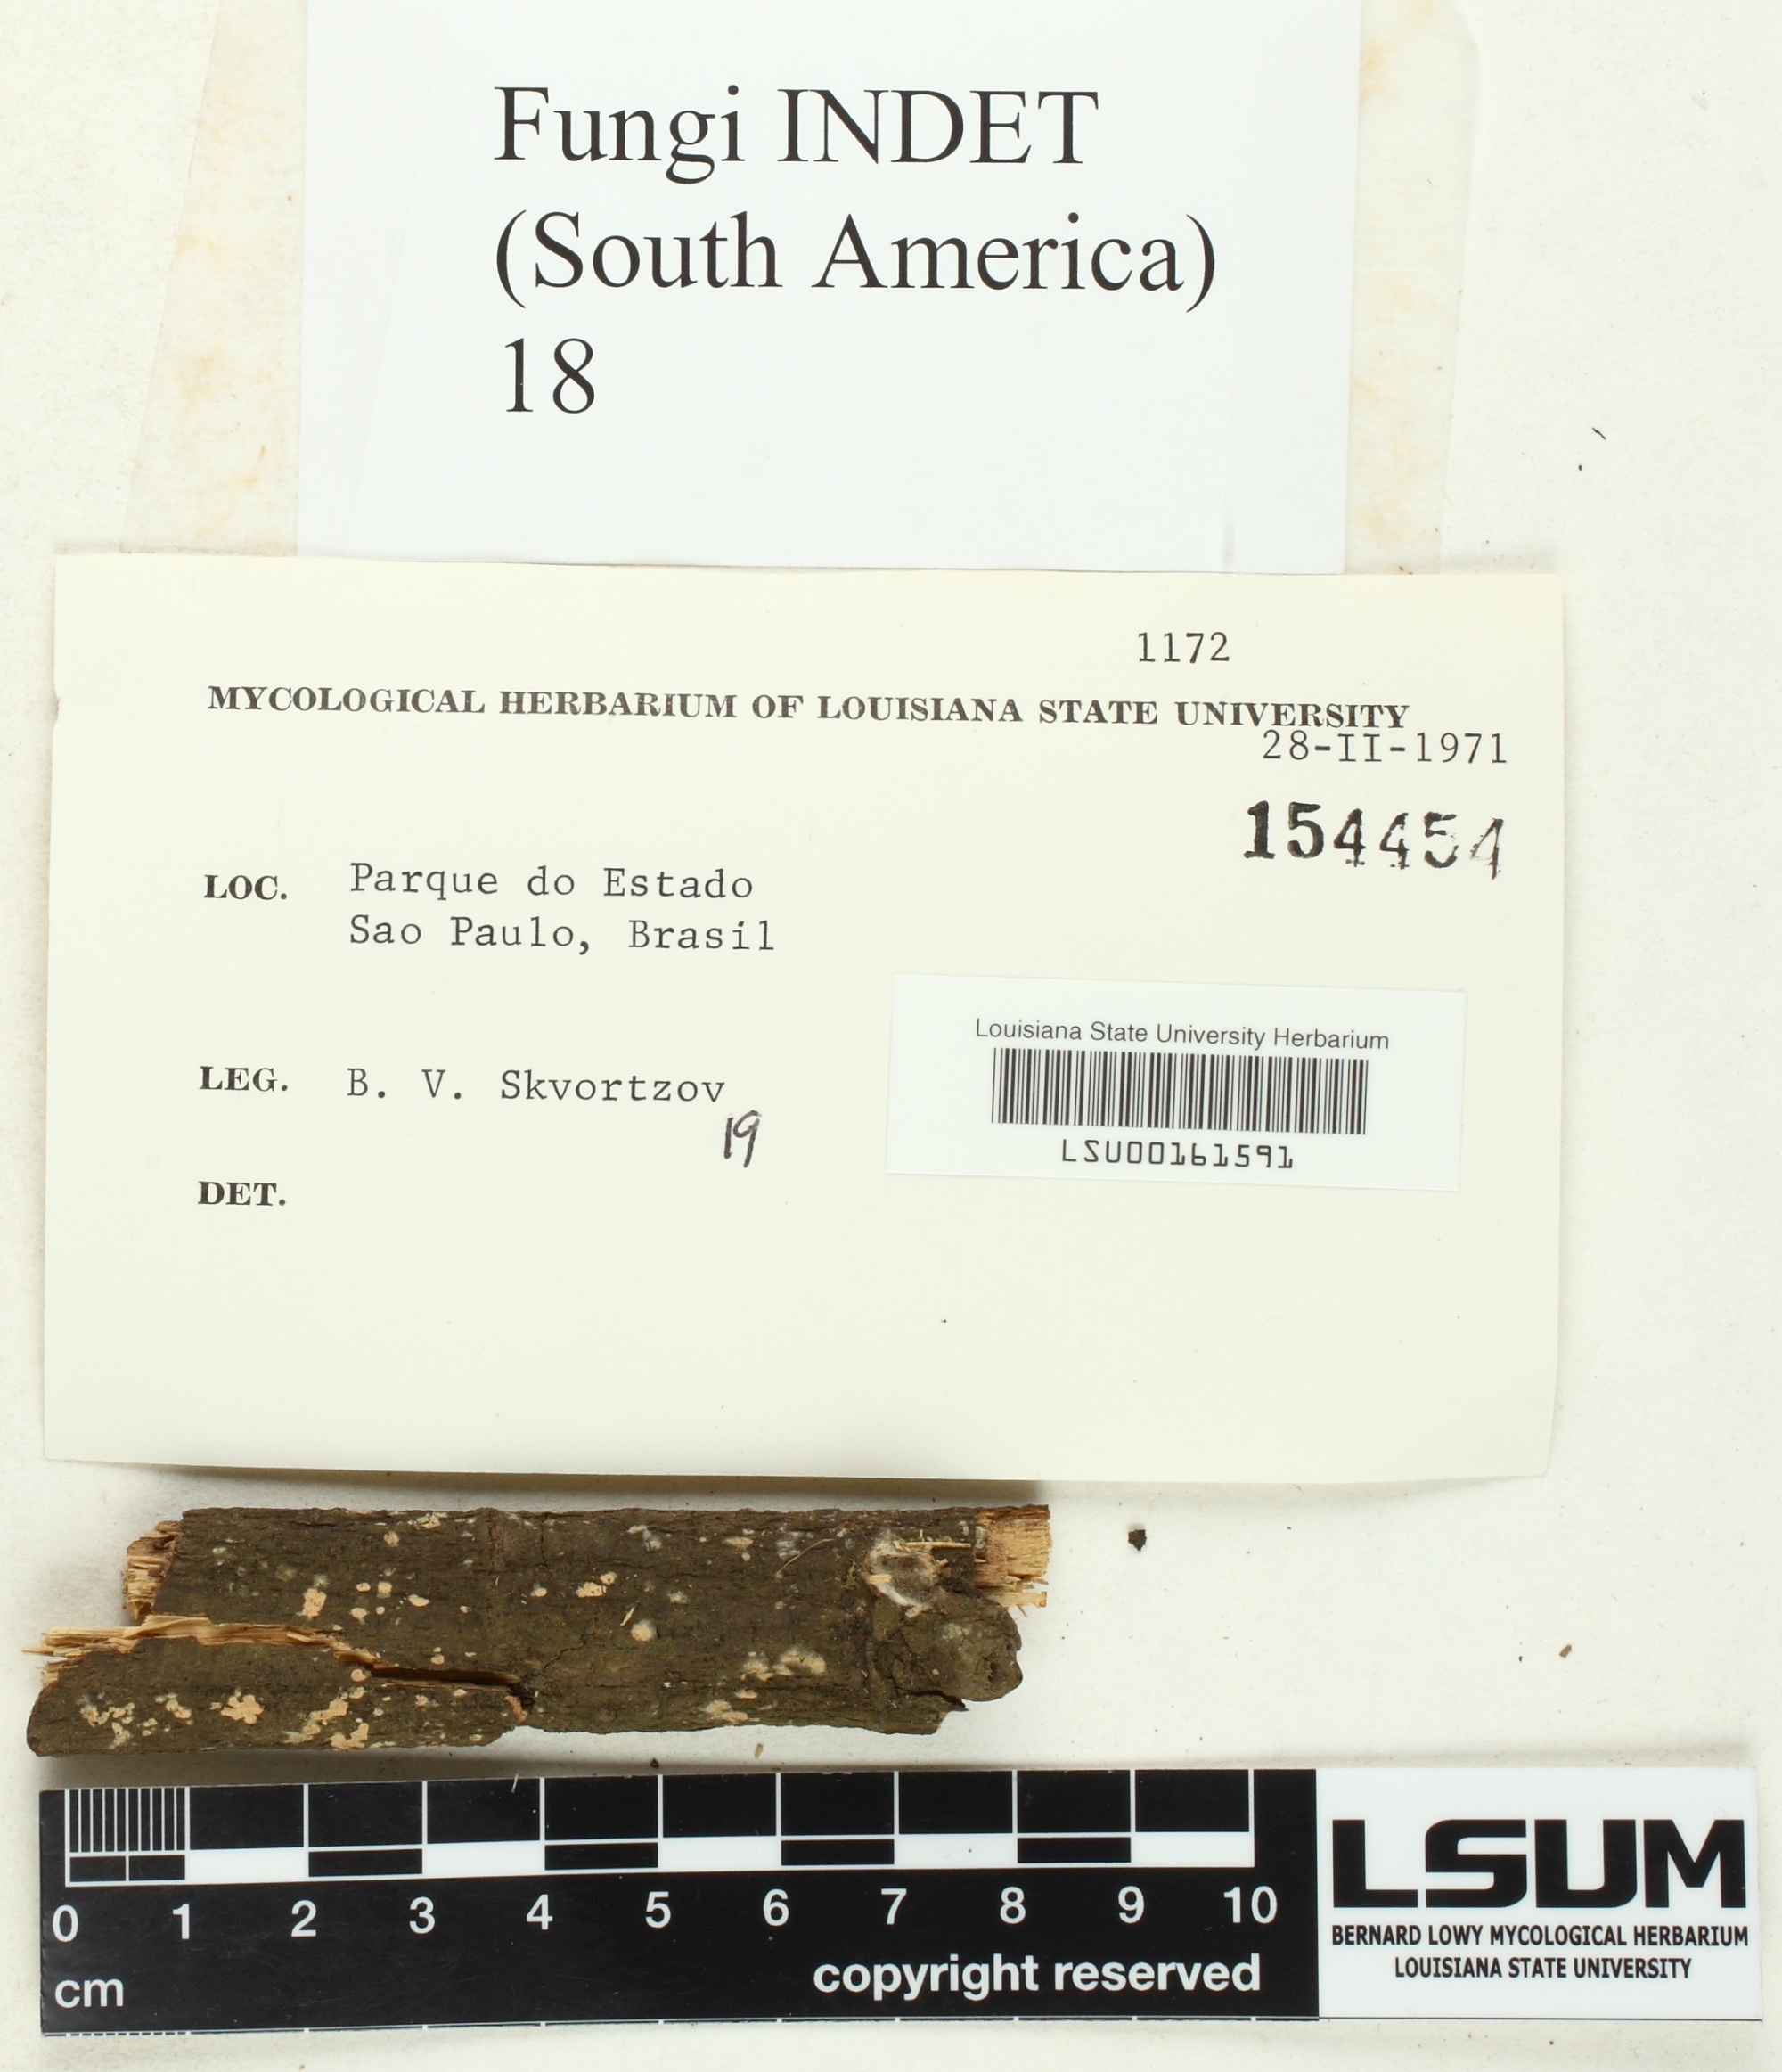 Fungi INDET
(South America)
18
1172
MYCOLOGICAL HERBARIUM OF LOUISIANA STATE UNIVERSITY
28-II-1971
154454
LOC. Parque do Estado
Sao Paulo, Brasil
Louisiana State University Herbarium
LSU00161591
LEG. B. V. Skvortzov
19
DET.
0 1 2 3 4 5 6 7 8 9 10
cm
copyright reserved
LSUM
BERNARD LOWY MYCOLOGICAL HERBARIUM
LOUISIANA STATE UNIVERSITY